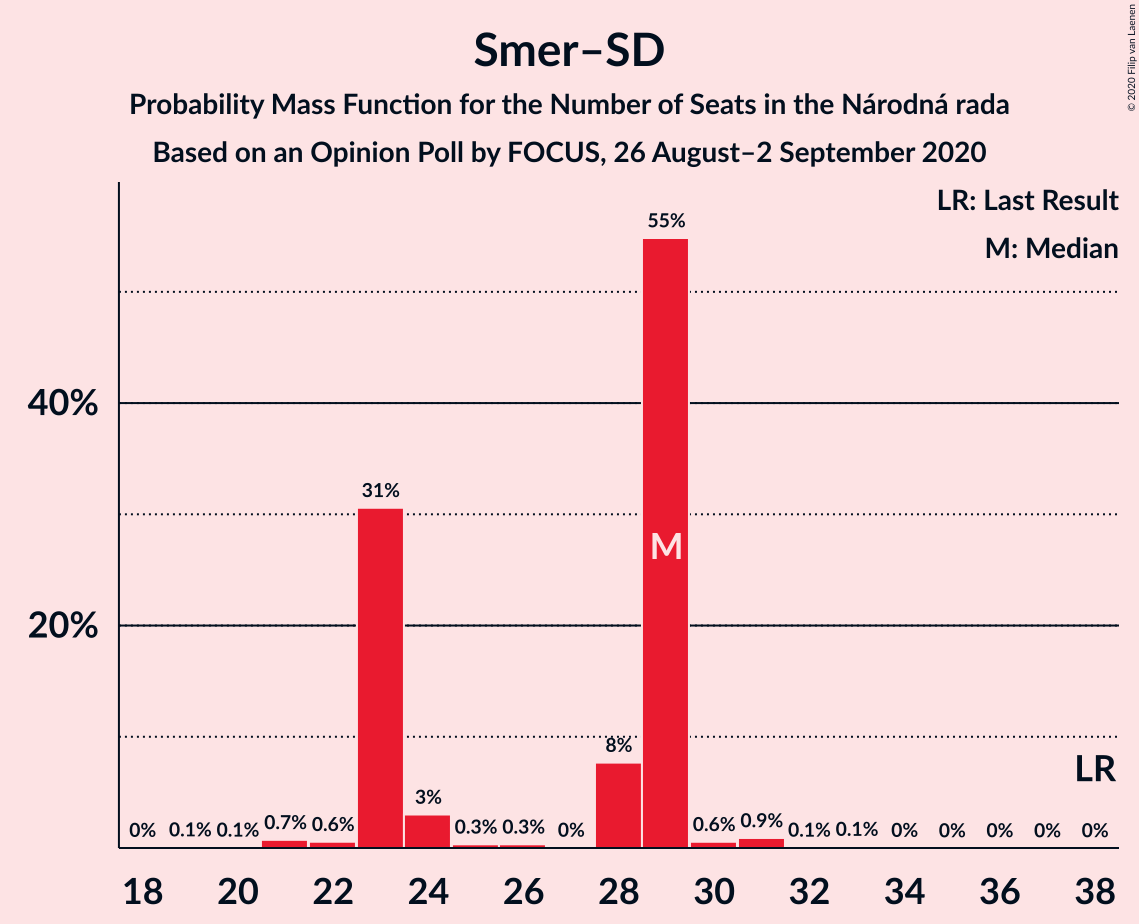 Smer–SD
Probability Mass Function for the Number of Seats in the Národná rada
Based on an Opinion Poll by FOCUS, 26 August–2 September 2020
© 2020 Filip van Laenen
LR: Last Result
M: Median
40%
20%
0% 0.1% 0.1% 0.7% 0.6% 31% 3% 0.3% 0.3% 0% 8% 55% 0.6% 0.9% 0.1% 0.1% 0% 0% 0% 0% 0%
M
LR
18 20 22 24 26 28 30 32 34 36 38